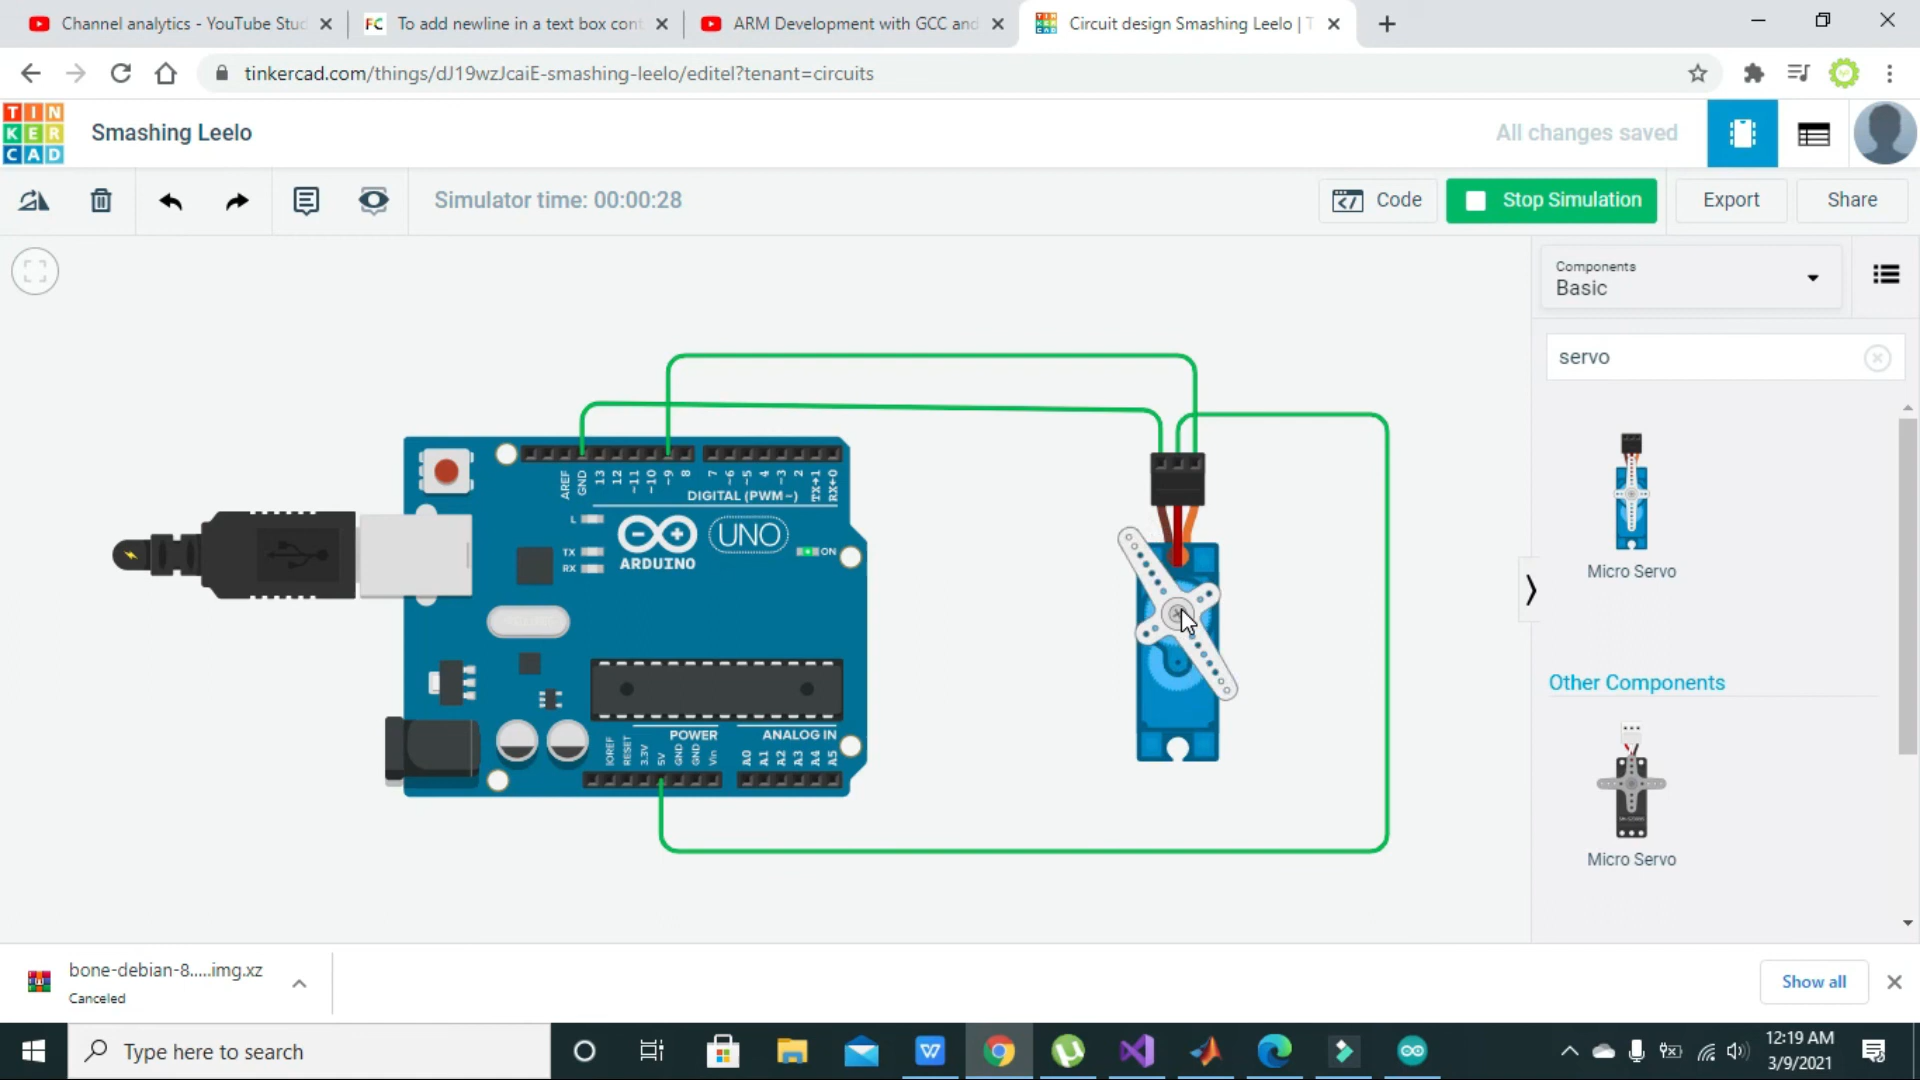 Channel analytics - YouTube Stud
FC To add newline in a text box cont
ARM Development with GCC and
Circuit design Smashing Leelo | T
tinkercad.com/things/dJ19wzJcaiE-smashing-leelo/editel?tenant=circuits
TIN
KER
CAD
Smashing Leelo
All changes saved
Simulator time: 00:00:28
Code
Stop Simulation
Export
Share
Components
Basic
servo
Micro Servo
Other Components
Micro Servo
AREF
GND
13
12
~11
~10
~9
8
7
~6
~5
4
~3
2
TX→1
RX←0
DIGITAL (PWM~)
L
TX
RX
UNO
ARDUINO
ON
POWER
ANALOG IN
IOREF
RESET
3.3V
5V
GND
GND
Vin
A0
A1
A2
A3
A4
A5
bone-debian-8.....img.xz
Canceled
Show all
Type here to search
W
12:19 AM
3/9/2021